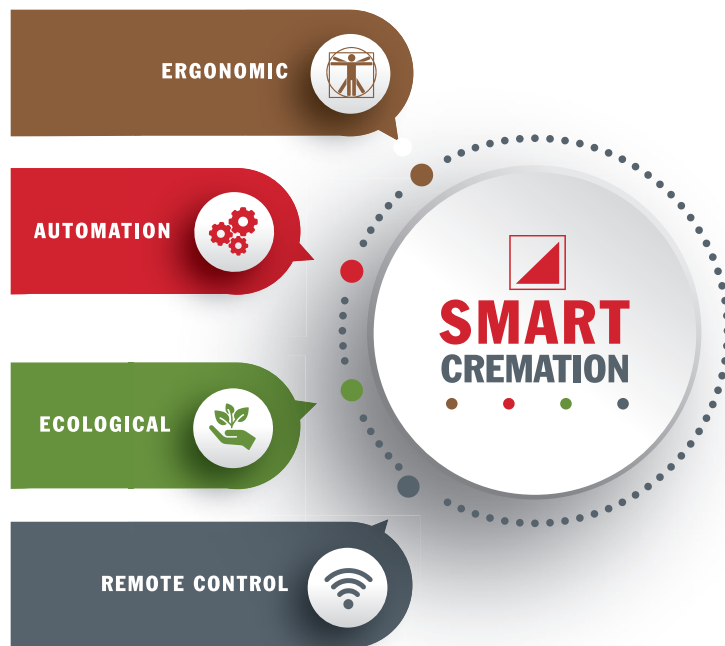 ERGONOMIC
AUTOMATION
SMART
CREMATION
ECOLOGICAL
REMOTE CONTROL